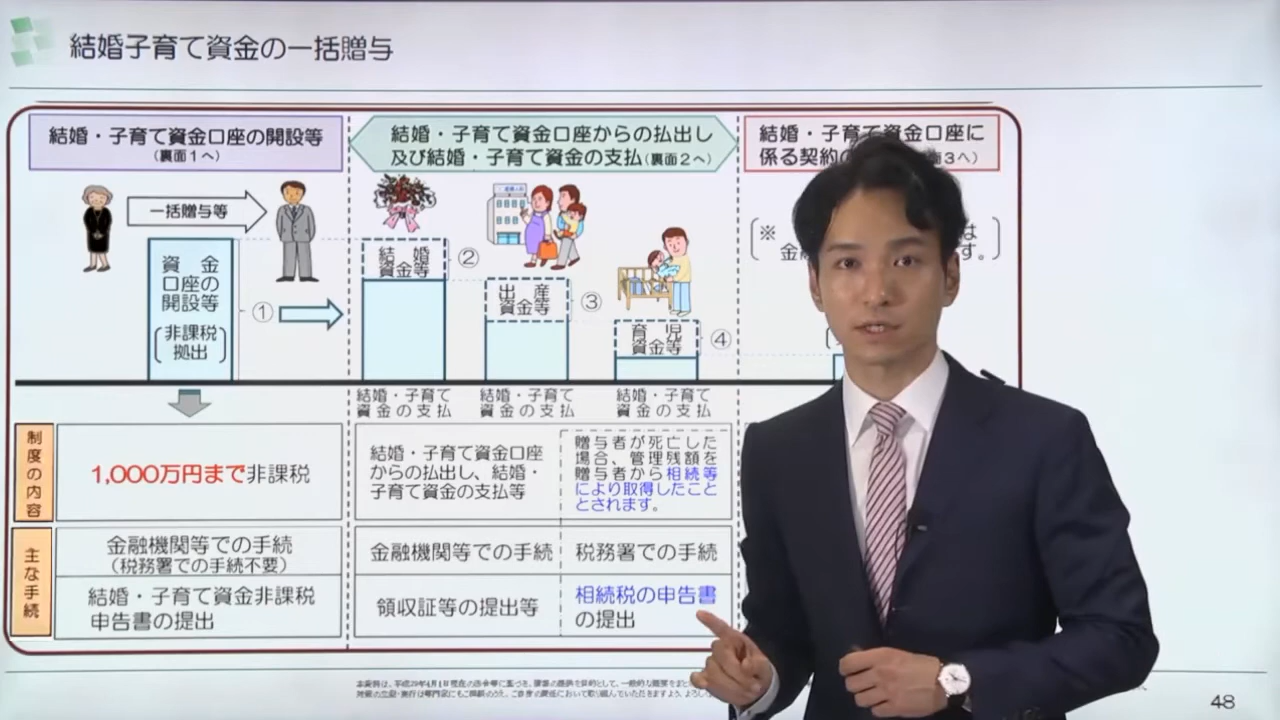 結婚子育て資金の一括贈与
結婚・子育て資金口座の開設等
（裏面１へ）
結婚・子育て資金口座からの払出し
及び結婚・子育て資金の支払（裏面２へ）
結婚・子育て資金口座に
係る契約の
面３へ）
一括贈与等
資　金
口座の
開設等
非課税
拠出
①
結　婚
資金等
②
出　産
資金等
③
育　児
資金等
④
※
は
金
す。
結婚・子育て
資金の支払
結婚・子育て
資金の支払
結婚・子育て
資金の支払
制度の内容
1,000万円まで非課税
結婚・子育て資金口座
からの払出し、結婚・
子育て資金の支払等
贈与者が死亡した
場合、管理残額を
贈与者から相続等
により取得したこと
とされます。
主な手続
金融機関等での手続
（税務署での手続不要）
金融機関等での手続
税務署での手続
結婚・子育て資金非課税
申告書の提出
領収証等の提出等
相続税の申告書
の提出
48